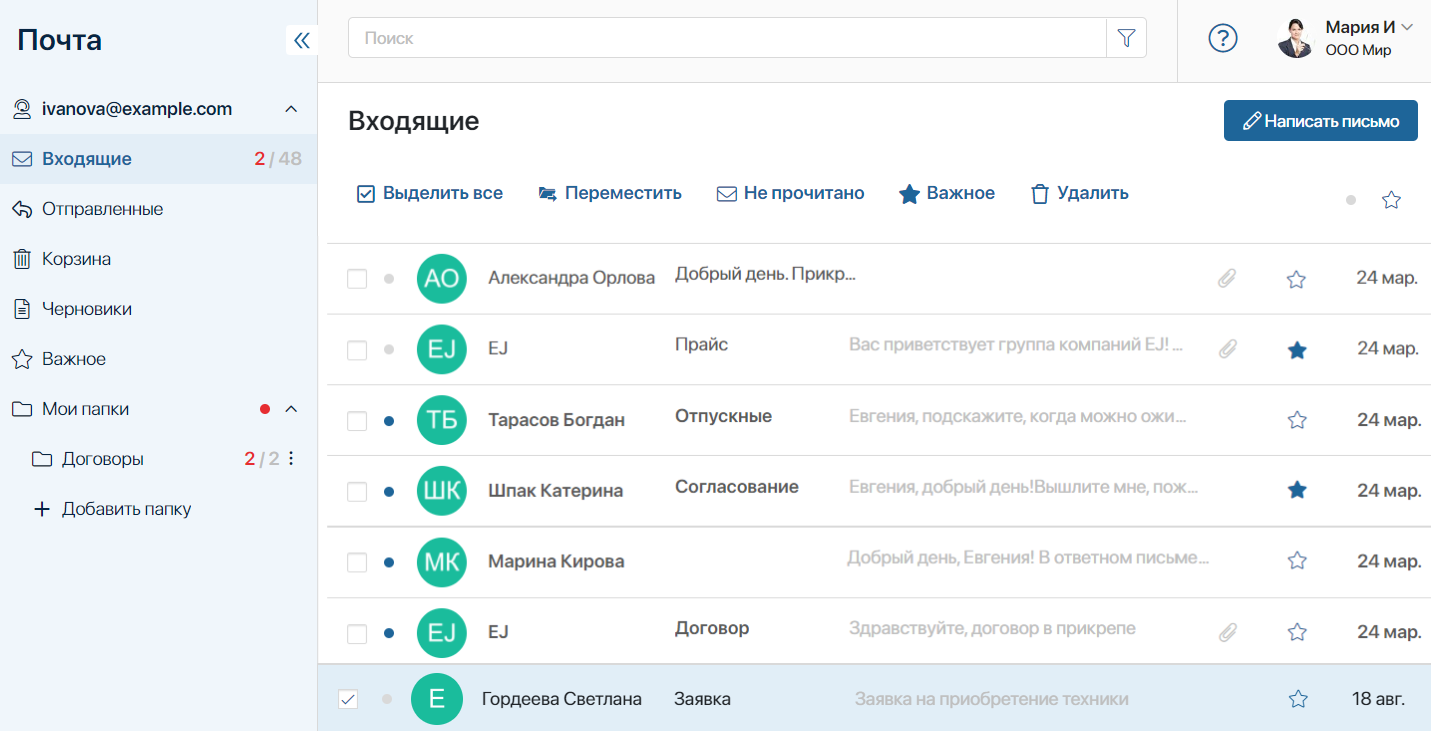 Почта
Поиск
?
Мария И
ООО Мир
ivanova@example.com
Входящие 2 / 48
Отправленные
Корзина
Черновики
Важное
Мои папки
Договоры 2 / 2
Добавить папку
Входящие
Написать письмо
Выделить все Переместить Не прочитано Важное Удалить
АО Александра Орлова Добрый день. Прикр... 24 мар.
EJ EJ Прайс Вас приветствует группа компаний EJ! ... 24 мар.
ТБ Тарасов Богдан Отпускные Евгения, подскажите, когда можно ожи... 24 мар.
ШК Шпак Катерина Согласование Евгения, добрый день!Вышлите мне, пож... 24 мар.
МК Марина Кирова Добрый день, Евгения! В ответном письме... 24 мар.
EJ EJ Договор Здравствуйте, договор в прикрепе 24 мар.
Е Гордеева Светлана Заявка Заявка на приобретение техники 18 авг.